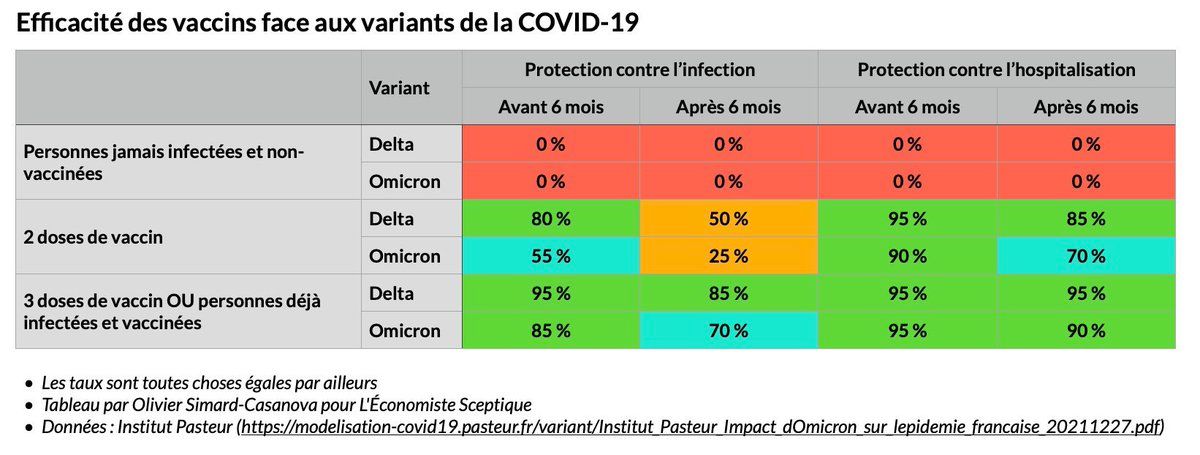 Efficacité des vaccins face aux variants de la COVID-19
Variant
Protection contre l’infection
Protection contre l’hospitalisation
Avant 6 mois
Après 6 mois
Avant 6 mois
Après 6 mois
Personnes jamais infectées et non-
vaccinées
Delta 0 % 0 % 0 % 0 %
Omicron 0 % 0 % 0 % 0 %
2 doses de vaccin
Delta 80 % 50 % 95 % 85 %
Omicron 55 % 25 % 90 % 70 %
3 doses de vaccin OU personnes déjà
infectées et vaccinées
Delta 95 % 85 % 95 % 95 %
Omicron 85 % 70 % 95 % 90 %
• Les taux sont toutes choses égales par ailleurs
• Tableau par Olivier Simard-Casanova pour L'Économiste Sceptique
• Données : Institut Pasteur (https://modelisation-covid19.pasteur.fr/variant/Institut_Pasteur_Impact_dOmicron_sur_lepidemie_francaise_20211227.pdf)